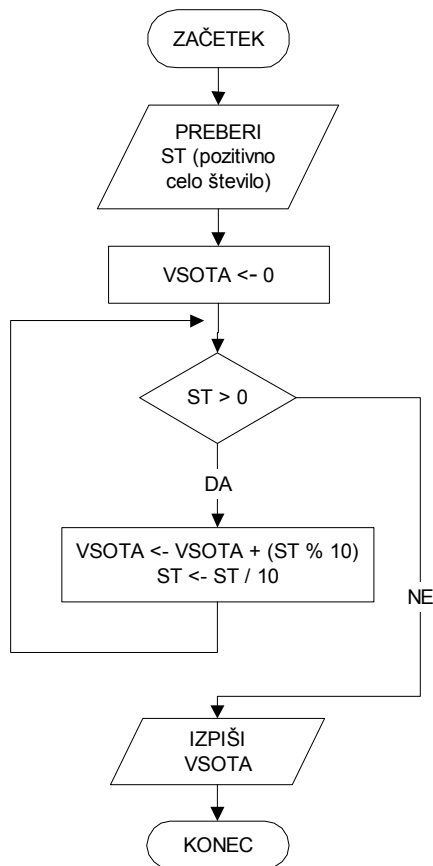 ZAČETEK
PREBERI
ST (pozitivno
celo število)
VSOTA <- 0
ST > 0
DA
VSOTA <- VSOTA + (ST % 10)
ST <- ST / 10
NE
IZPIŠI
VSOTA
KONEC